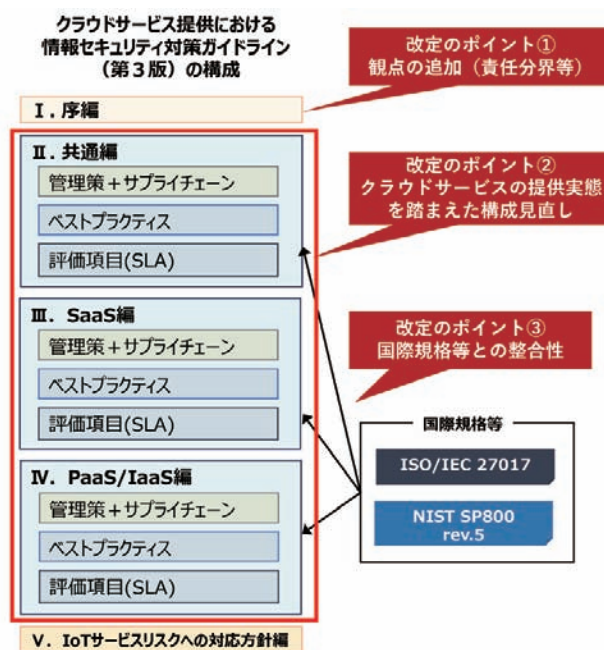 クラウドサービス提供における
情報セキュリティ対策ガイドライン
（第３版）の構成
改定のポイント①
観点の追加（責任分界等）
Ⅰ．序編
Ⅱ．共通編
管理策＋サプライチェーン
ベストプラクティス
評価項目(SLA)
改定のポイント②
クラウドサービスの提供実態
を踏まえた構成見直し
Ⅲ．SaaS編
管理策＋サプライチェーン
ベストプラクティス
評価項目(SLA)
改定のポイント③
国際規格等との整合性
国際規格等
ISO/IEC 27017
NIST SP800
rev.5
Ⅳ．PaaS/IaaS編
管理策＋サプライチェーン
ベストプラクティス
評価項目(SLA)
Ⅴ．IoTサービスリスクへの対応方針編